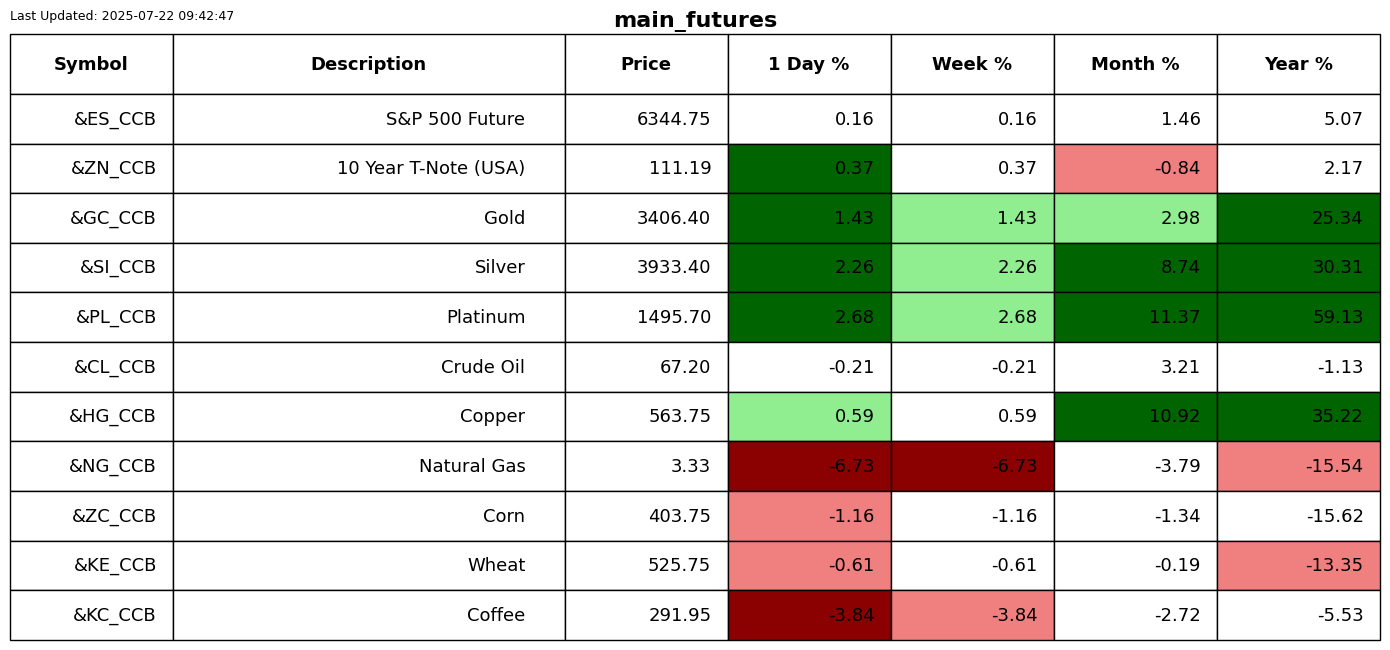 Last Updated: 2025-07-22 09:42:47
main_futures
Symbol Description Price 1 Day % Week % Month % Year %
&ES_CCB S&P 500 Future 6344.75 0.16 0.16 1.46 5.07
&ZN_CCB 10 Year T-Note (USA) 111.19 0.37 0.37 -0.84 2.17
&GC_CCB Gold 3406.40 1.43 1.43 2.98 25.34
&SI_CCB Silver 3933.40 2.26 2.26 8.74 30.31
&PL_CCB Platinum 1495.70 2.68 2.68 11.37 59.13
&CL_CCB Crude Oil 67.20 -0.21 -0.21 3.21 -1.13
&HG_CCB Copper 563.75 0.59 0.59 10.92 35.22
&NG_CCB Natural Gas 3.33 -6.73 -6.73 -3.79 -15.54
&ZC_CCB Corn 403.75 -1.16 -1.16 -1.34 -15.62
&KE_CCB Wheat 525.75 -0.61 -0.61 -0.19 -13.35
&KC_CCB Coffee 291.95 -3.84 -3.84 -2.72 -5.53